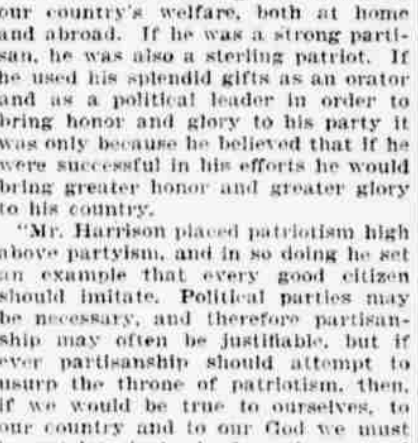 our country's welfare, both at home
and abroad. If he was a strong parti-
san, he was also a sterling patriot. If
he used his splendid gifts as an orator
and as a political leader in order to
bring honor and glory to his party it
was only because he believed that if he
were successful in his efforts he would
bring greater honor and greater glory
to his country.
"Mr. Harrison placed patriotism high
above partyism, and in so doing he set
an example that every good citizen
should imitate. Political parties may
be necessary, and therefore partisan-
ship may often be justifiable, but if
ever partisanship should attempt to
usurp the throne of patriotism, then,
if we would be true to ourselves, to
our country and to our God we must